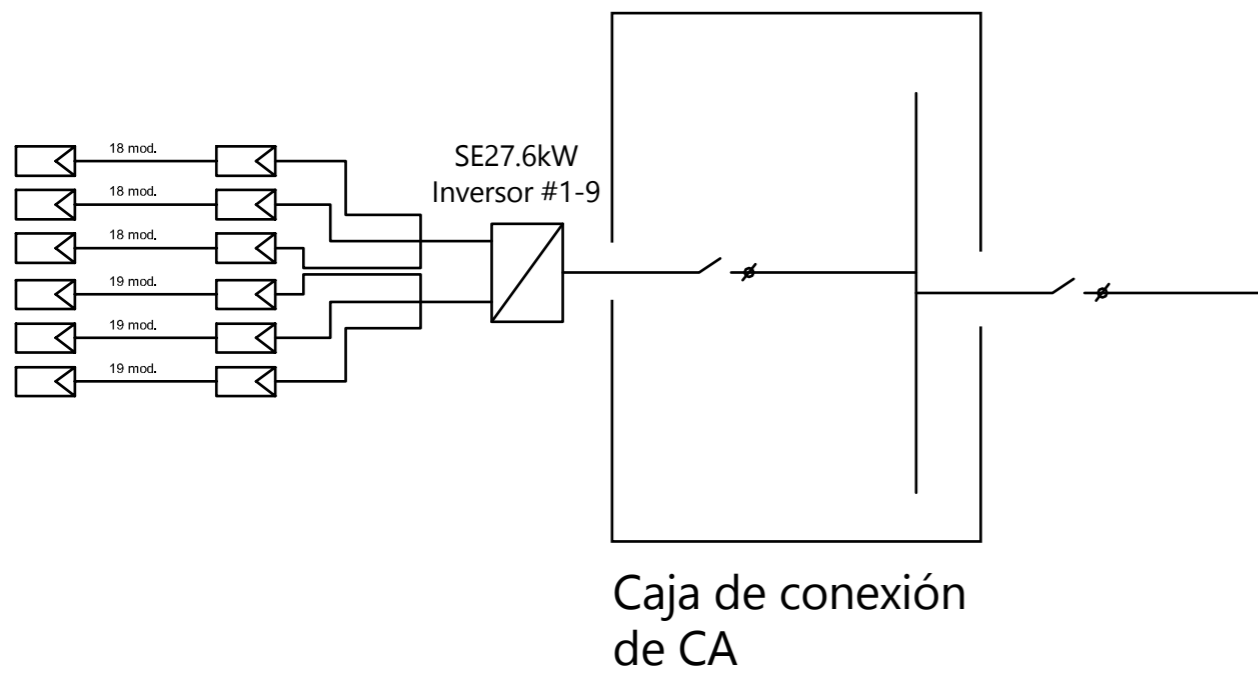 18 mod.
18 mod.
18 mod.
19 mod.
19 mod.
19 mod.
SE27.6kW
Inversor #1-9
Caja de conexión
de CA